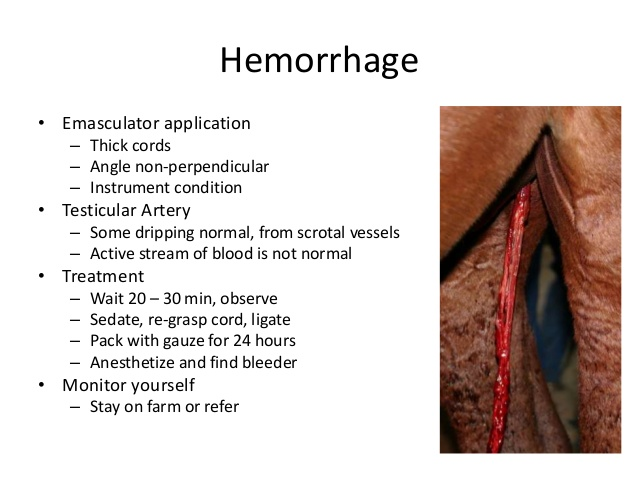 Hemorrhage
• Emasculator application
– Thick cords
– Angle non-perpendicular
– Instrument condition
• Testicular Artery
– Some dripping normal, from scrotal vessels
– Active stream of blood is not normal
• Treatment
– Wait 20 – 30 min, observe
– Sedate, re-grasp cord, ligate
– Pack with gauze for 24 hours
– Anesthetize and find bleeder
• Monitor yourself
– Stay on farm or refer